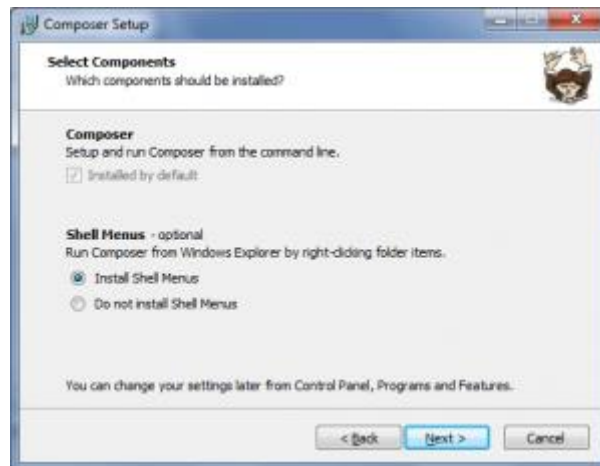 Composer Setup
Select Components
Which components should be installed?
Composer
Setup and run Composer from the command line.
Installed by default
Shell Menus - optional
Run Composer from Windows Explorer by right-clicking folder items.
Install Shell Menus
Do not install Shell Menus
You can change your settings later from Control Panel, Programs and Features.
< Back Next > Cancel